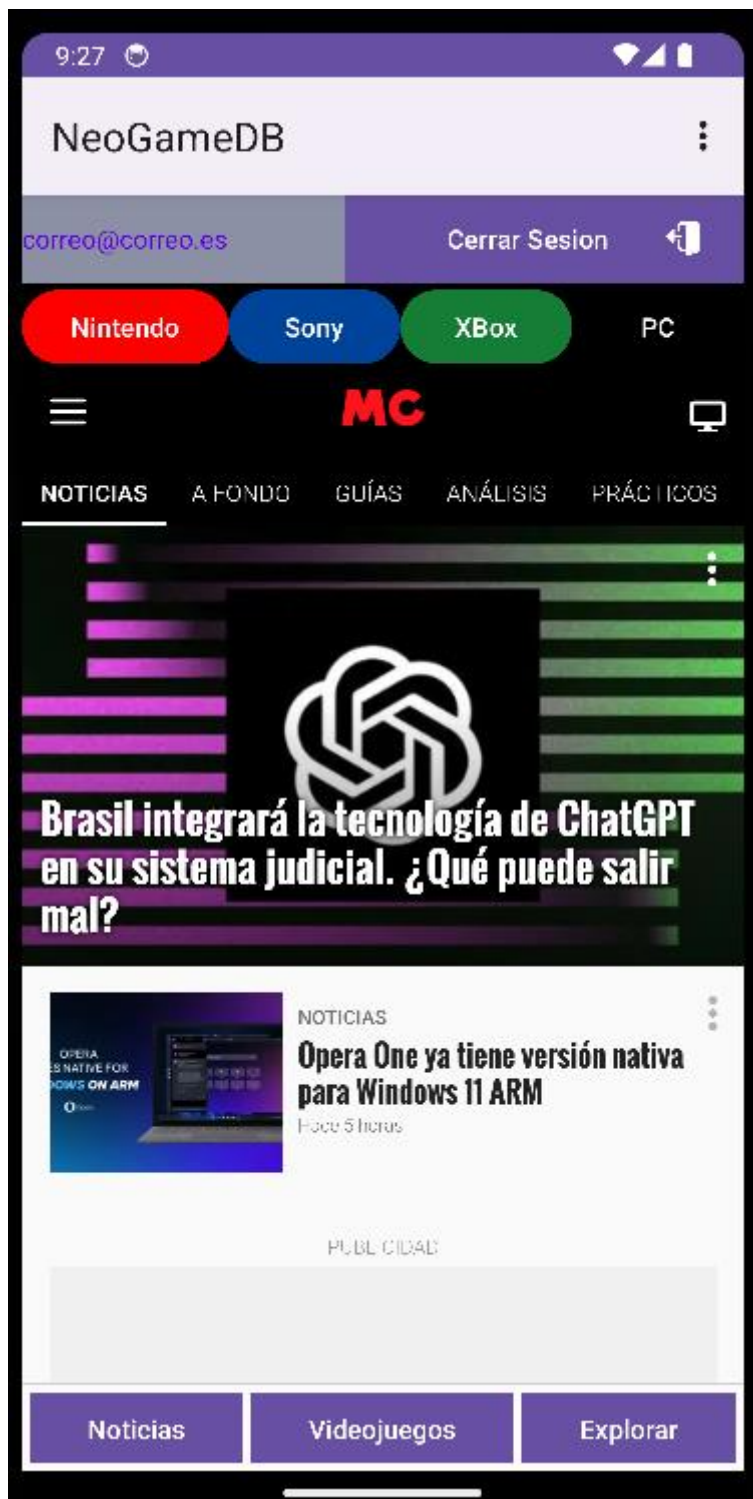 9:27
NeoGameDB
correo@correo.es
Cerrar Sesion
Nintendo Sony XBox PC
MC
NOTICIAS A FONDO GUÍAS ANÁLISIS PRÁCTICOS
Brasil integrará la tecnología de ChatGPT
en su sistema judicial. ¿Qué puede salir
mal?
OPERA
NATIVE FOR
ON ARM
NOTICIAS
Opera One ya tiene versión nativa
para Windows 11 ARM
Hace 5 horas
PUBLICIDAD
Noticias Videojuegos Explorar